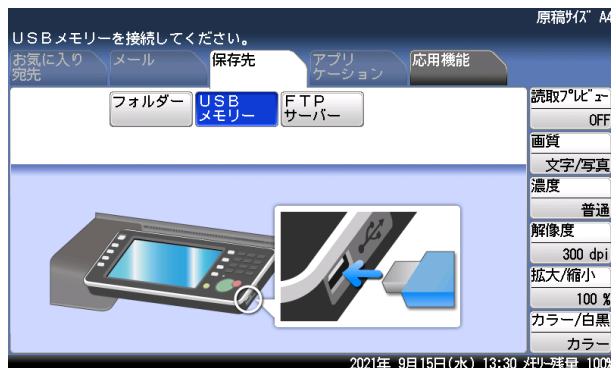 原稿ｻｲｽﾞ A4
ＵＳＢメモリーを接続してください。
お気に入り
宛先
メール
保存先
アプリ
ケーション
応用機能
フォルダー
ＵＳＢ
メモリー
ＦＴＰ
サーバー
読取ﾌﾟﾚﾋﾞｭｰ
OFF
画質
文字/写真
濃度
普通
解像度
300 dpi
拡大/縮小
100 %
カラー/白黒
カラー
2021年 9月15日(水) 13:30 ﾒﾓﾘｰ残量 100%